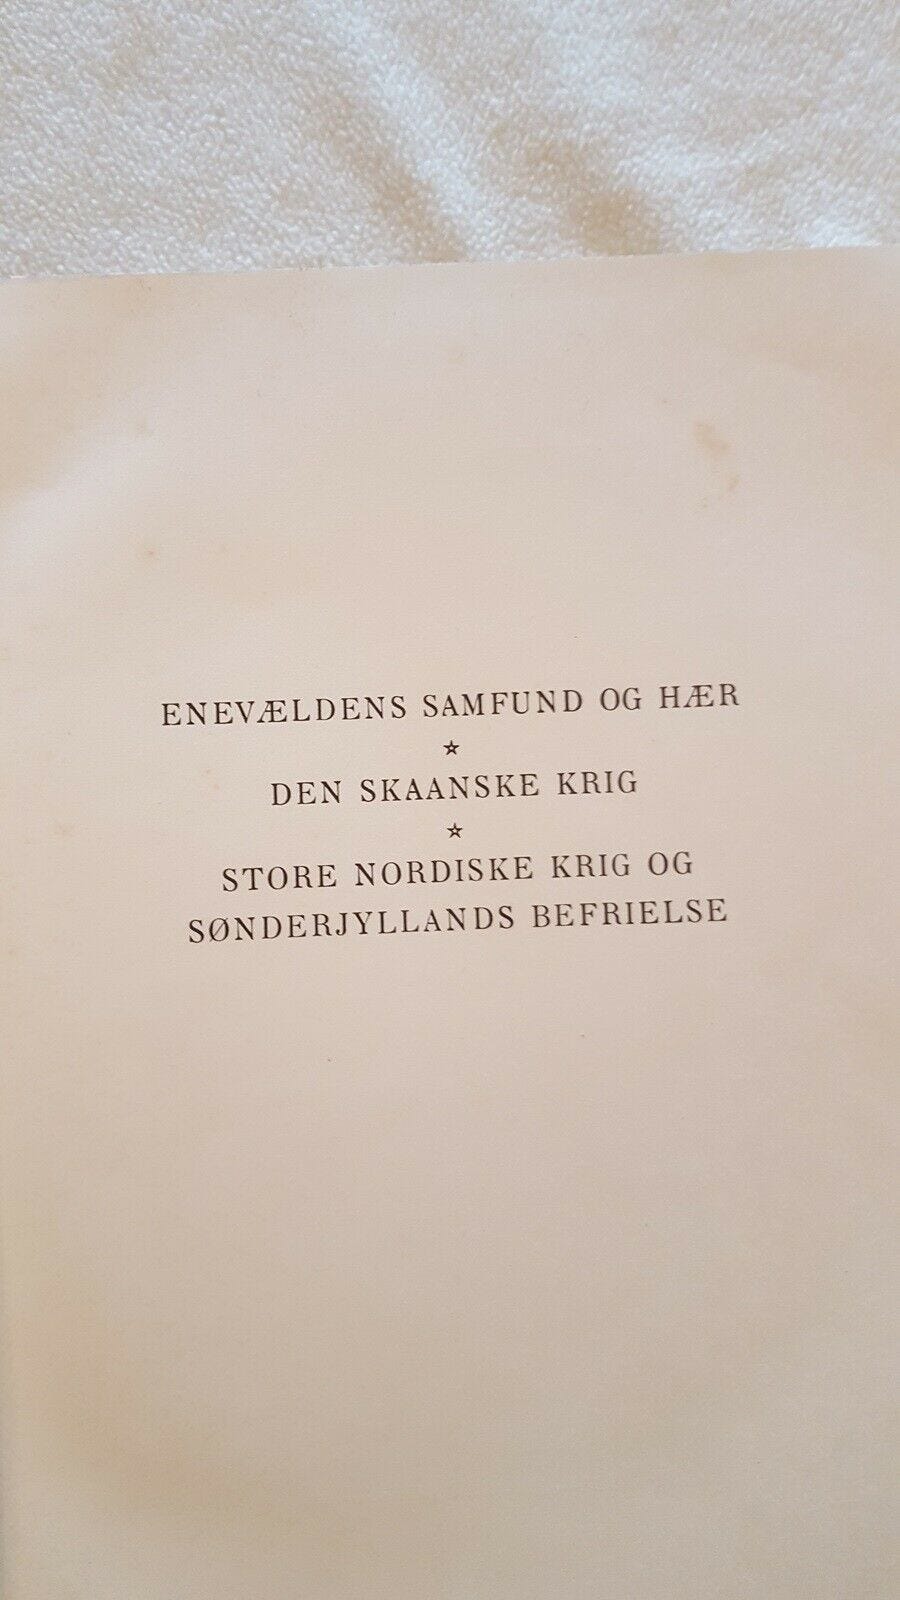 ENEVÆLDENS SAMFUND OG HÆR
☆
DEN SKAANSKE KRIG
☆
STORE NORDISKE KRIG OG
SØNDERJYLLANDS BEFRIELSE